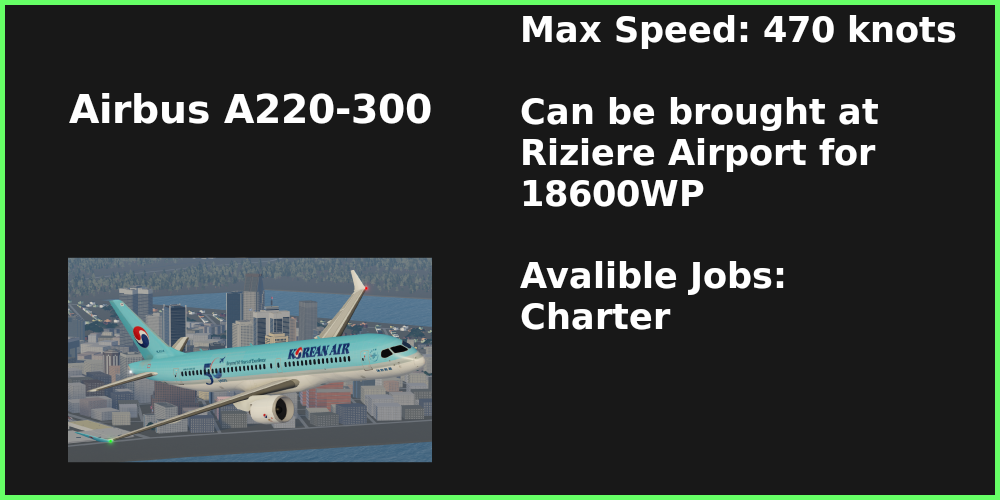 Airbus A220-300
Max Speed: 470 knots
Can be brought at
Riziere Airport for
18600WP
Avalible Jobs:
Charter
KOREAN AIR